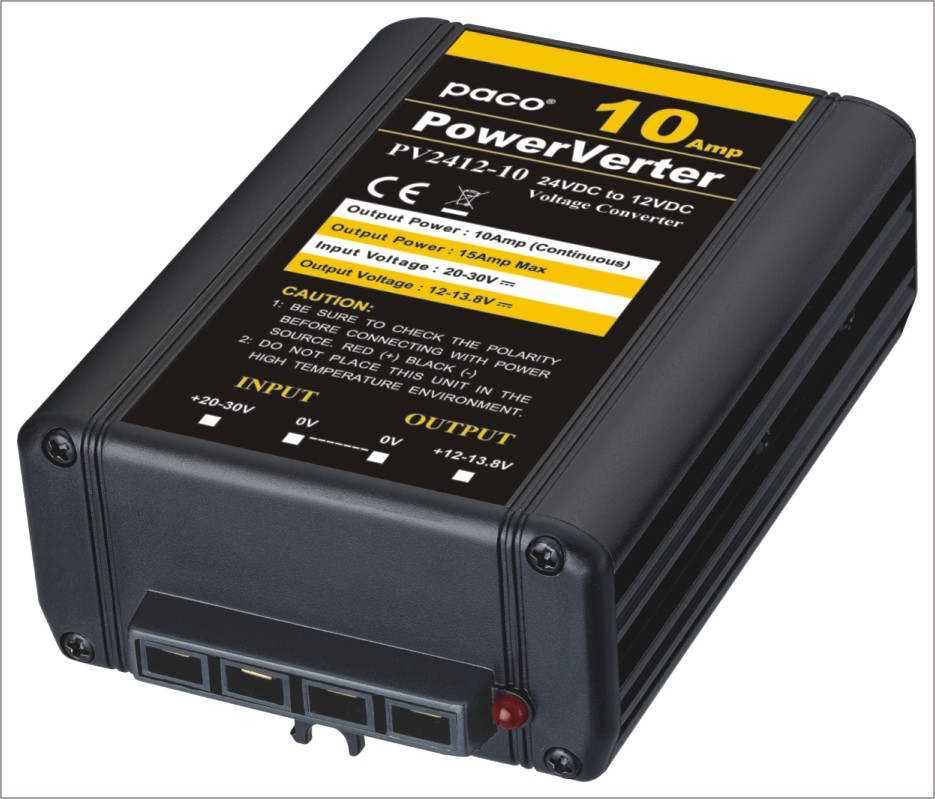 paco® 10 Amp
PowerVerter
PV2412-10 24VDC to 12VDC
Voltage Converter
CE
Output Power : 10Amp (Continuous)
Output Power : 15Amp Max
Input Voltage : 20-30V ⎓
Output Voltage : 12-13.8V ⎓
CAUTION:
1: BE SURE TO CHECK THE POLARITY
BEFORE CONNECTING WITH POWER
SOURCE. RED (+) BLACK (-)
2: DO NOT PLACE THIS UNIT IN THE
HIGH TEMPERATURE ENVIRONMENT.
INPUT OUTPUT
+20-30V 0V 0V +12-13.8V